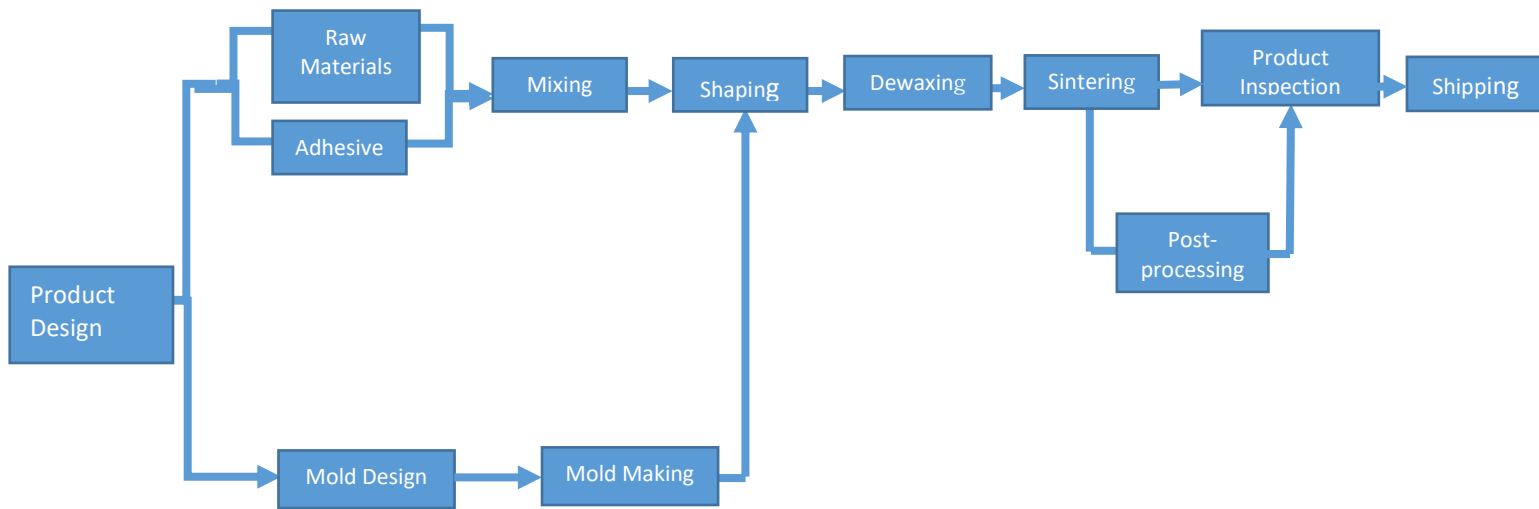 Raw
Materials
Adhesive
Mixing
Shaping
Dewaxing
Sintering
Product
Inspection
Shipping
Post-
processing
Product
Design
Mold Design
Mold Making